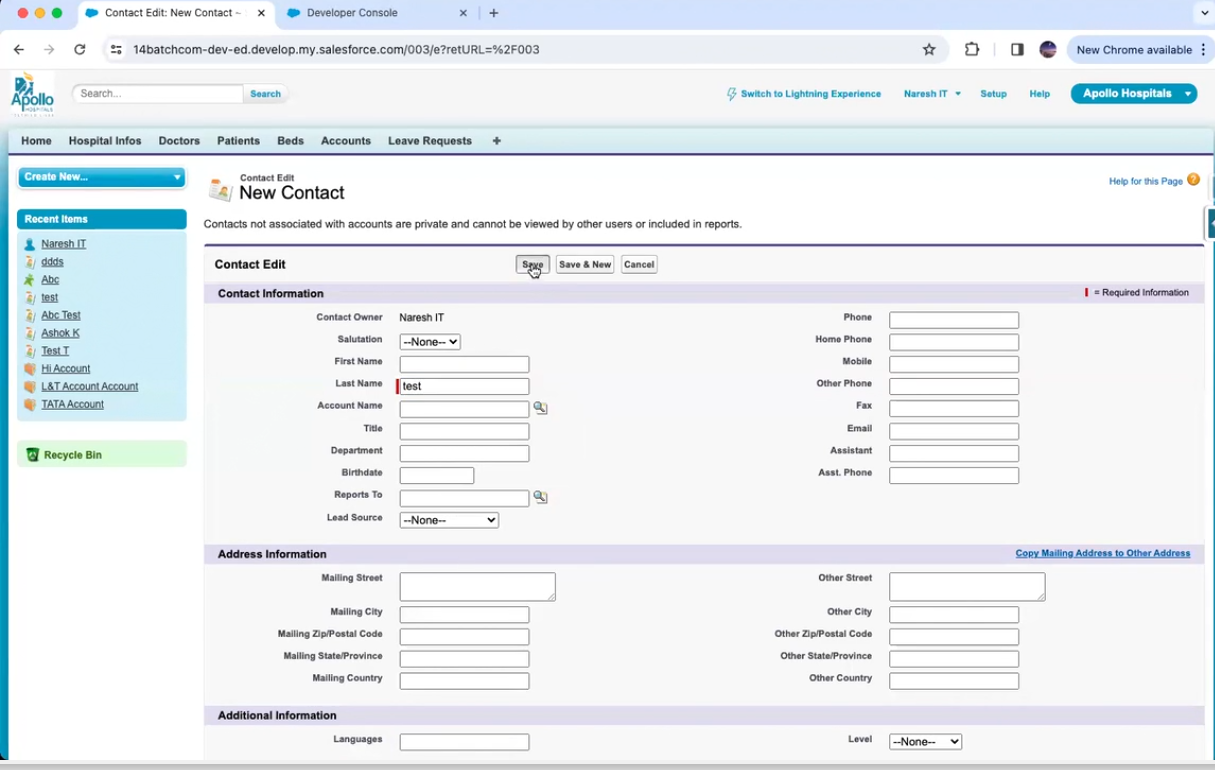 Contact Edit: New Contact ~
Developer Console
14batchcom-dev-ed.develop.my.salesforce.com/003/e?retURL=%2F003
New Chrome available
Apollo
HOSPITALS
Search...
Search
Switch to Lightning Experience
Naresh IT
Setup
Help
Apollo Hospitals
Home
Hospital Infos
Doctors
Patients
Beds
Accounts
Leave Requests
+
Create New...
Recent Items
Naresh IT
ddds
Abc
test
Abc Test
Ashok K
Test T
Hi Account
L&T Account Account
TATA Account
Recycle Bin
Contact Edit
New Contact
Help for this Page
Contacts not associated with accounts are private and cannot be viewed by other users or included in reports.
Contact Edit
Save
Save & New
Cancel
Contact Information
= Required Information
Contact Owner Naresh IT
Phone
Salutation --None--
Home Phone
First Name
Mobile
Last Name test
Other Phone
Account Name
Fax
Title
Email
Department
Assistant
Birthdate
Asst. Phone
Reports To
Lead Source --None--
Address Information
Copy Mailing Address to Other Address
Mailing Street
Other Street
Mailing City
Other City
Mailing Zip/Postal Code
Other Zip/Postal Code
Mailing State/Province
Other State/Province
Mailing Country
Other Country
Additional Information
Languages
Level --None--